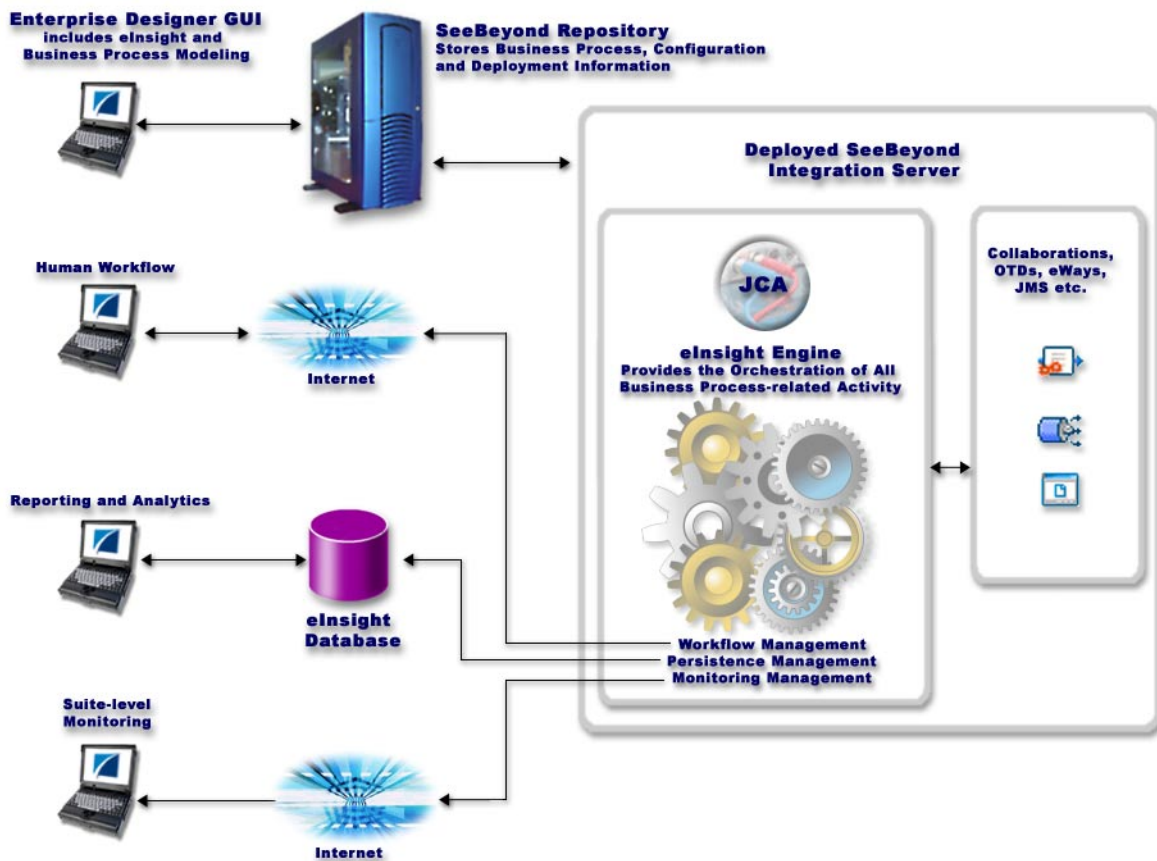 Enterprise Designer GUI
includes eInsight and
Business Process Modeling
SeeBeyond Repository
Stores Business Process, Configuration
and Deployment Information
Deployed SeeBeyond
Integration Server
JCA
eInsight Engine
Provides the Orchestration of All
Business Process-related Activity
Collaborations,
OTDs, eWays,
JMS etc.
Human Workflow
Internet
Reporting and Analytics
eInsight
Database
Workflow Management
Persistence Management
Monitoring Management
Suite-level
Monitoring
Internet